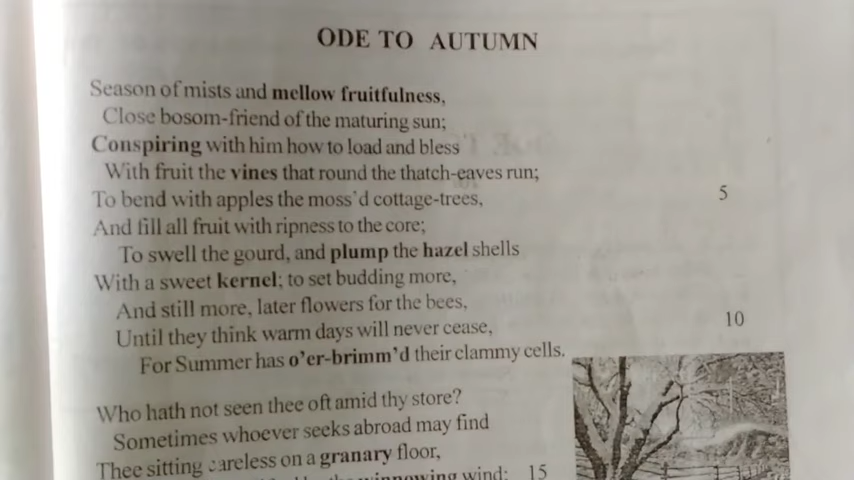 ODE TO AUTUMN
Season of mists and mellow fruitfulness,
Close bosom-friend of the maturing sun;
Conspiring with him how to load and bless
With fruit the vines that round the thatch-eaves run;
To bend with apples the moss'd cottage-trees, 5
And fill all fruit with ripness to the core;
To swell the gourd, and plump the hazel shells
With a sweet kernel; to set budding more,
And still more, later flowers for the bees,
Until they think warm days will never cease, 10
For Summer has o'er-brimm'd their clammy cells.
Who hath not seen thee oft amid thy store?
Sometimes whoever seeks abroad may find
Thee sitting careless on a granary floor,
winnowing wind: 15